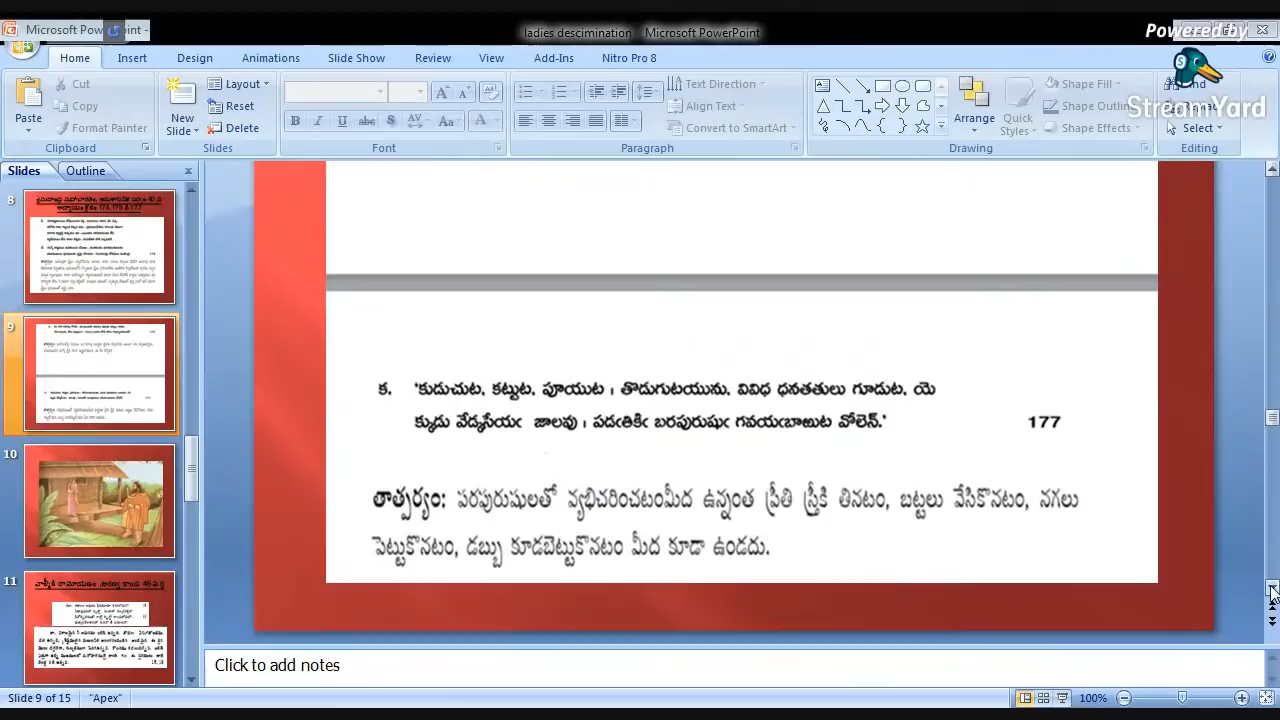 Microsoft Pow
int -
ladies descimination
Microsoft PowerPoint
Powered by
StreamYard
Home
Insert
Design
Animations
Slide Show
Review
View
Add-Ins
Nitro Pro 8
Paste
Cut
Copy
Format Painter
Clipboard
New
Slide
Layout
Reset
Delete
Slides
Font
Text Direction
Align Text
Convert to SmartArt
Paragraph
Arrange
Quick
Styles
Shape Fill
Shape Outl
Shape Effects
Drawing
Select
Editing
Slides
Outline
8
9
10
11
క. 'కుడుచుట, కట్టుట, పూయుట । తొడుగుటయును, వివిధ ధనతతులు గూడుట, యె
క్కుడు వేడ్కసేయఁ జాలవు । పడఁతికిఁ బరపురుషుఁ గవయఁబాఱుట వోలెన్.' 177
తాత్పర్యం: పరపురుషులతో వ్యభిచరించటంమీద ఉన్నంత ప్రీతి స్త్రీకి తినటం, బట్టలు వేసికొనటం, నగలు
పెట్టుకొనటం, డబ్బు కూడబెట్టుకొనటం మీద కూడా ఉండదు.
Click to add notes
Slide 9 of 15
"Apex"
100%